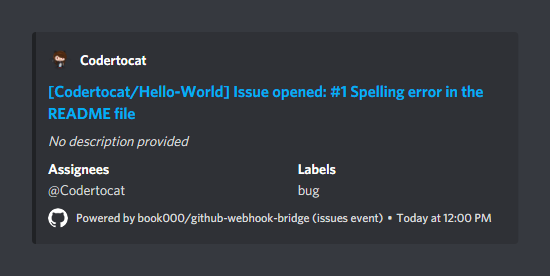 Codertocat
[Codertocat/Hello-World] Issue opened: #1 Spelling error in the
README file
No description provided
Assignees
Labels
@Codertocat
bug
Powered by book000/github-webhook-bridge (issues event) • Today at 12:00 PM